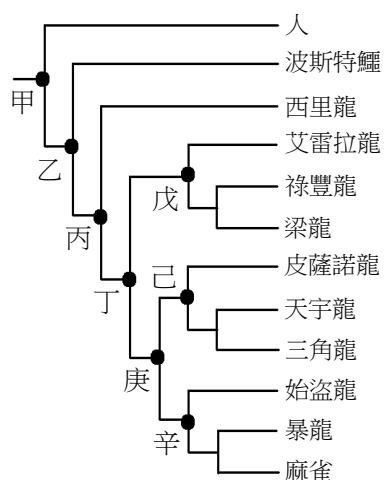 人
波斯特鱷
甲
西里龍
乙
艾雷拉龍
戊
祿豐龍
丙
梁龍
己
皮薩諾龍
丁
天宇龍
三角龍
庚
始盜龍
辛
暴龍
麻雀